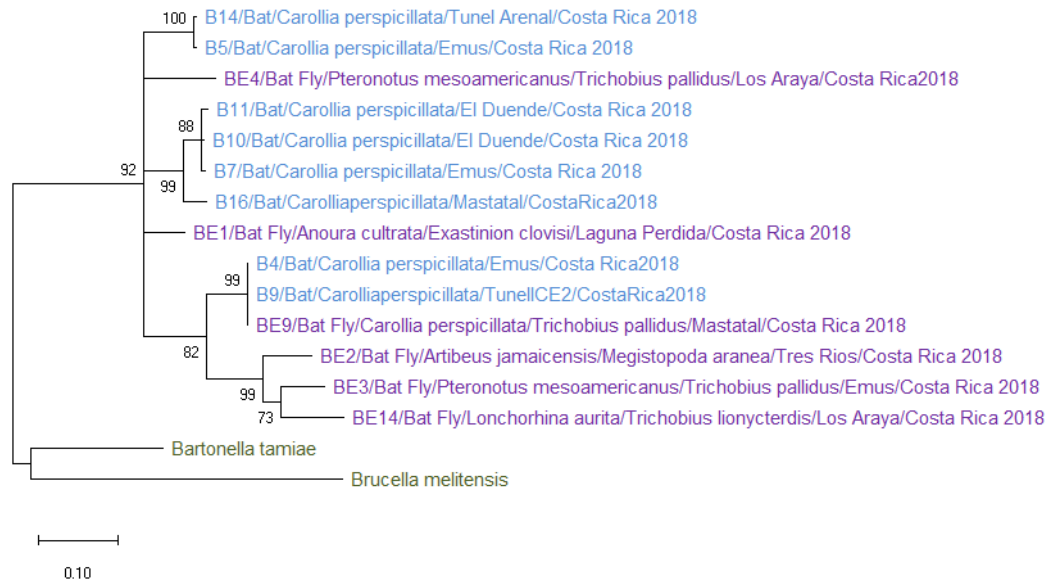 100
B14/Bat/Carollia perspicillata/Tunel Arenal/Costa Rica 2018
B5/Bat/Carollia perspicillata/Emus/Costa Rica 2018
BE4/Bat Fly/Pteronotus mesoamericanus/Trichobius pallidus/Los Araya/Costa Rica2018
B11/Bat/Carollia perspicillata/El Duende/Costa Rica 2018
88
B10/Bat/Carollia perspicillata/El Duende/Costa Rica 2018
92
B7/Bat/Carollia perspicillata/Emus/Costa Rica 2018
99
B16/Bat/Carolliaperspicillata/Mastatal/CostaRica2018
BE1/Bat Fly/Anoura cultrata/Exastinion clovisi/Laguna Perdida/Costa Rica 2018
B4/Bat/Carollia perspicillata/Emus/Costa Rica2018
99
B9/Bat/Carolliaperspicillata/TunellCE2/CostaRica2018
BE9/Bat Fly/Carollia perspicillata/Trichobius pallidus/Mastatal/Costa Rica 2018
82
BE2/Bat Fly/Artibeus jamaicensis/Megistopoda aranea/Tres Rios/Costa Rica 2018
99
BE3/Bat Fly/Pteronotus mesoamericanus/Trichobius pallidus/Emus/Costa Rica 2018
73
BE14/Bat Fly/Lonchorhina aurita/Trichobius lionycterdis/Los Araya/Costa Rica 2018
Bartonella tamiae
Brucella melitensis
0.10